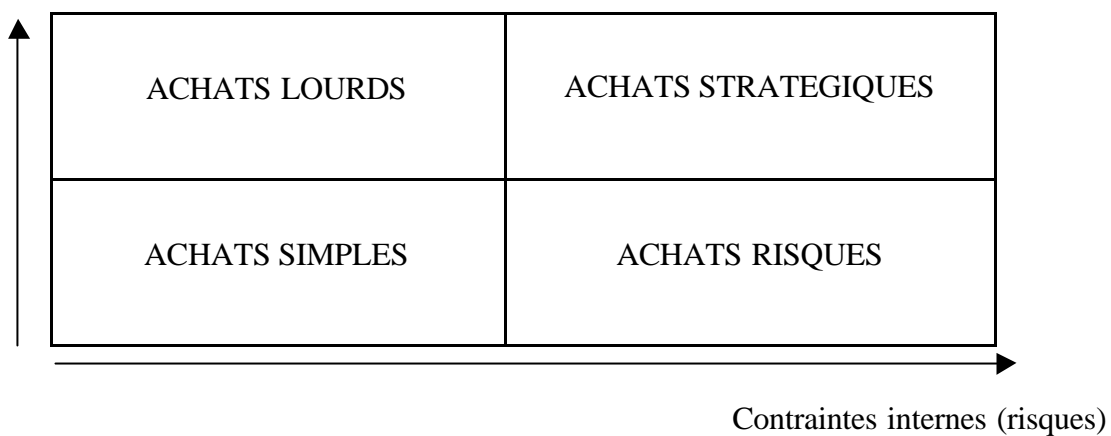 ACHATS LOURDS
ACHATS STRATEGIQUES
ACHATS SIMPLES
ACHATS RISQUES
Contraintes internes (risques)